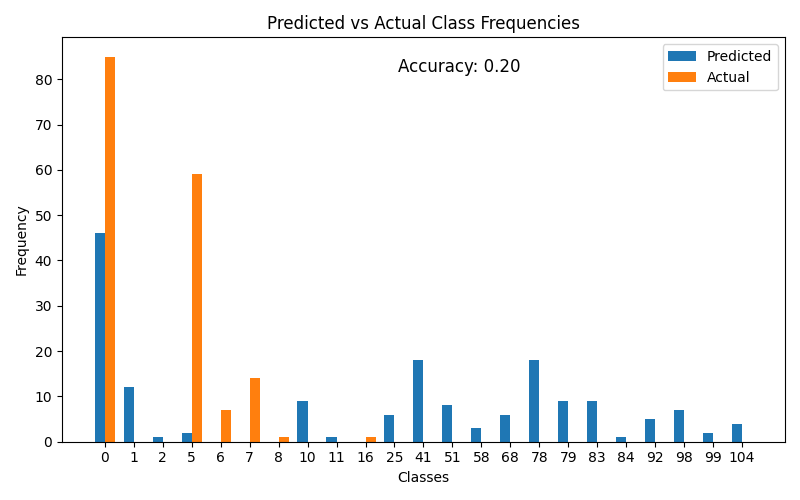 Predicted vs Actual Class Frequencies
Accuracy: 0.20
Predicted
Actual
Frequency
80
70
60
50
40
30
20
10
0
0 1 2 5 6 7 8 10 11 16 25 41 51 58 68 78 79 83 84 92 98 99 104
Classes